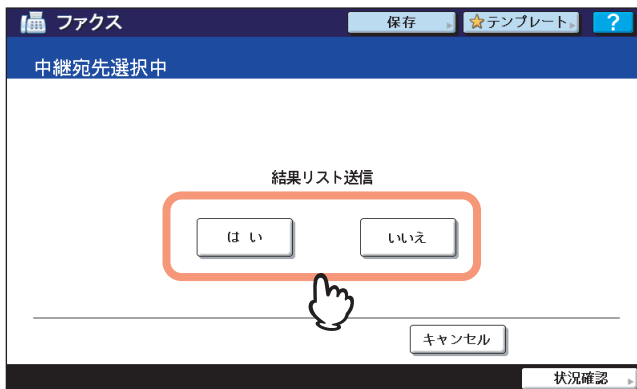 ファクス 保存 テンプレート ?
中継宛先選択中
結果リスト送信
はい いいえ
キャンセル
状況確認